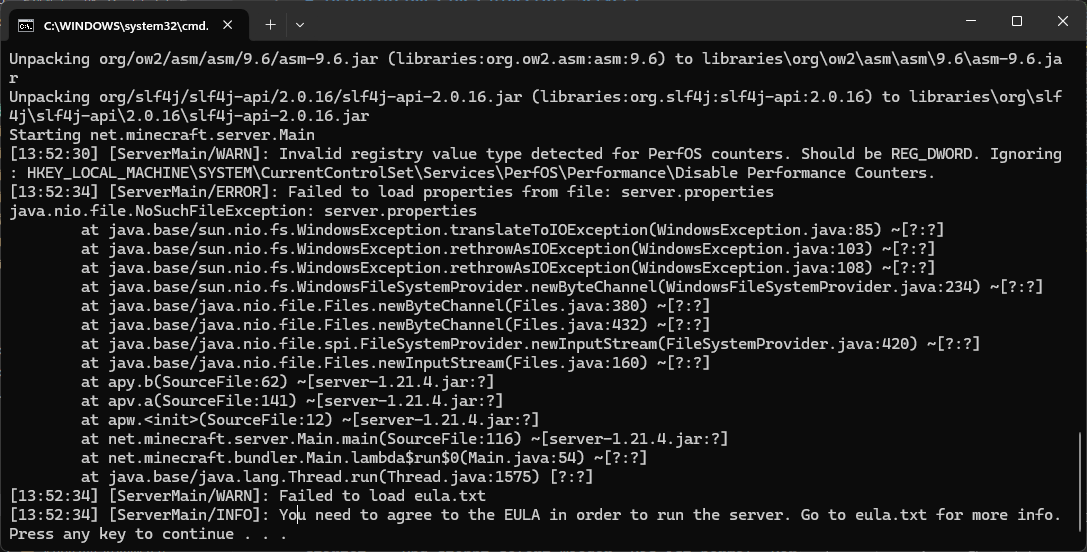 C:\WINDOWS\system32\cmd.
Unpacking org/ow2/asm/asm/9.6/asm-9.6.jar (libraries:org.ow2.asm:asm:9.6) to libraries\org\ow2\asm\asm\9.6\asm-9.6.ja
r
Unpacking org/slf4j/slf4j-api/2.0.16/slf4j-api-2.0.16.jar (libraries:org.slf4j:slf4j-api:2.0.16) to libraries\org\slf
4j\slf4j-api\2.0.16\slf4j-api-2.0.16.jar
Starting net.minecraft.server.Main
[13:52:30] [ServerMain/WARN]: Invalid registry value type detected for PerfOS counters. Should be REG_DWORD. Ignoring
: HKEY_LOCAL_MACHINE\SYSTEM\CurrentControlSet\Services\PerfOS\Performance\Disable Performance Counters.
[13:52:34] [ServerMain/ERROR]: Failed to load properties from file: server.properties
java.nio.file.NoSuchFileException: server.properties
at java.base/sun.nio.fs.WindowsException.translateToIOException(WindowsException.java:85) ~[?:?]
at java.base/sun.nio.fs.WindowsException.rethrowAsIOException(WindowsException.java:103) ~[?:?]
at java.base/sun.nio.fs.WindowsException.rethrowAsIOException(WindowsException.java:108) ~[?:?]
at java.base/sun.nio.fs.WindowsFileSystemProvider.newByteChannel(WindowsFileSystemProvider.java:234) ~[?:?]
at java.base/java.nio.file.Files.newByteChannel(Files.java:380) ~[?:?]
at java.base/java.nio.file.Files.newByteChannel(Files.java:432) ~[?:?]
at java.base/java.nio.file.spi.FileSystemProvider.newInputStream(FileSystemProvider.java:420) ~[?:?]
at java.base/java.nio.file.Files.newInputStream(Files.java:160) ~[?:?]
at apy.b(SourceFile:62) ~[server-1.21.4.jar:?]
at apv.a(SourceFile:141) ~[server-1.21.4.jar:?]
at apw.<init>(SourceFile:12) ~[server-1.21.4.jar:?]
at net.minecraft.server.Main.main(SourceFile:116) ~[server-1.21.4.jar:?]
at net.minecraft.bundler.Main.lambda$run$0(Main.java:54) ~[?:?]
at java.base/java.lang.Thread.run(Thread.java:1575) [?:?]
[13:52:34] [ServerMain/WARN]: Failed to load eula.txt
[13:52:34] [ServerMain/INFO]: You need to agree to the EULA in order to run the server. Go to eula.txt for more info.
Press any key to continue . . .